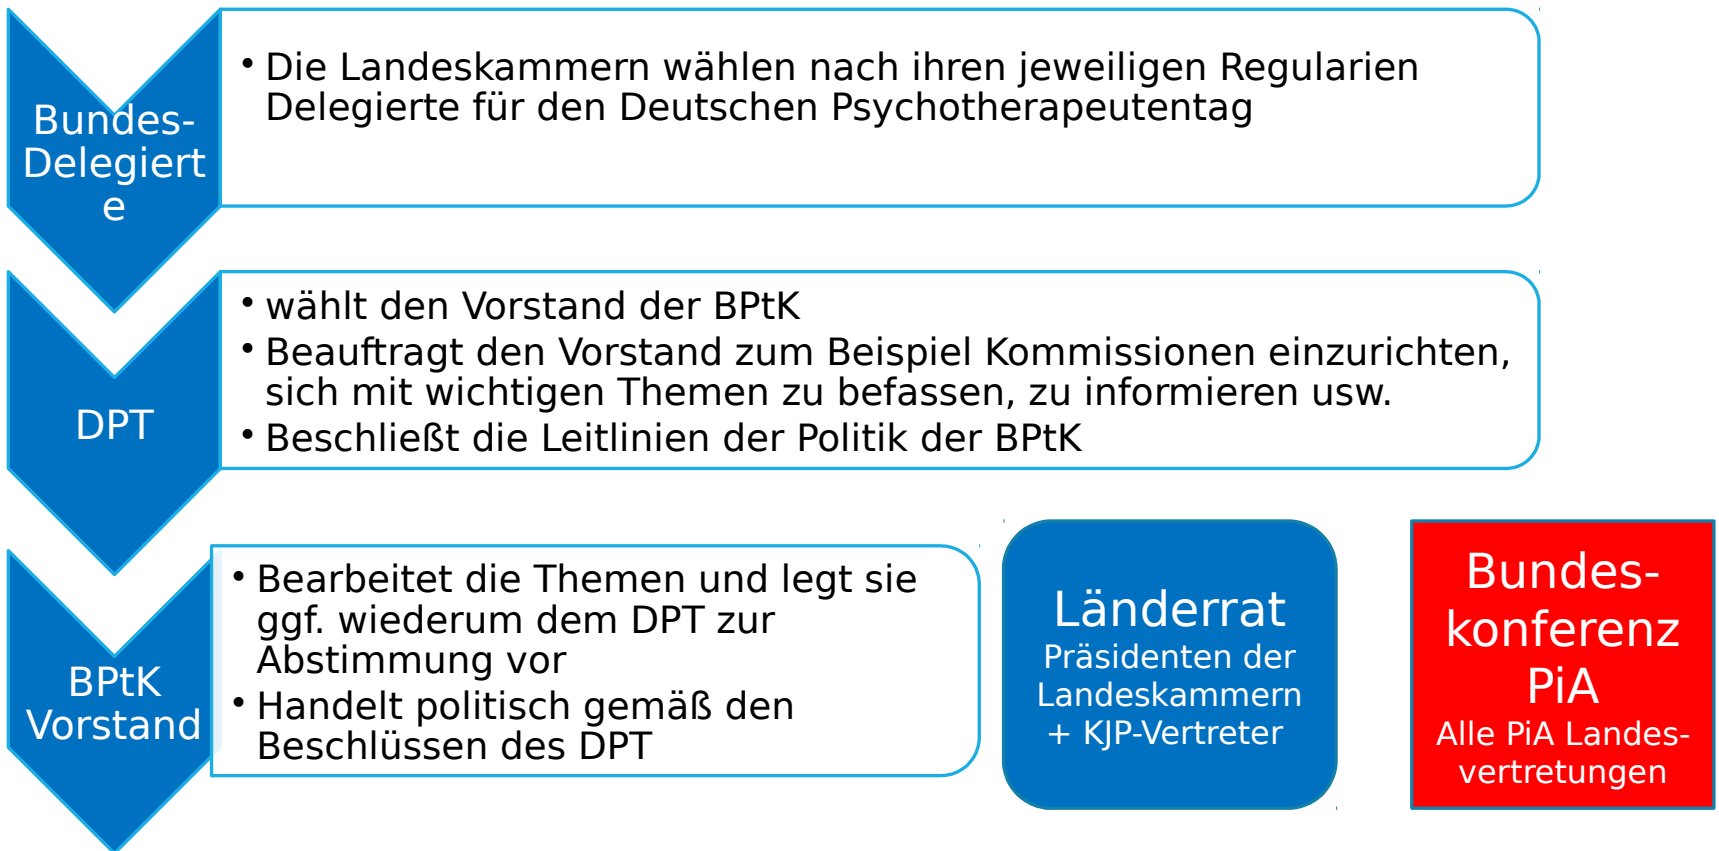 Bundes-
Delegiert
e
• Die Landeskammern wählen nach ihren jeweiligen Regularien
Delegierte für den Deutschen Psychotherapeutentag
DPT
• wählt den Vorstand der BPtK
• Beauftragt den Vorstand zum Beispiel Kommissionen einzurichten,
sich mit wichtigen Themen zu befassen, zu informieren usw.
• Beschließt die Leitlinien der Politik der BPtK
BPtK
Vorstand
• Bearbeitet die Themen und legt sie
ggf. wiederum dem DPT zur
Abstimmung vor
• Handelt politisch gemäß den
Beschlüssen des DPT
Länderrat
Präsidenten der
Landeskammern
+ KJP-Vertreter
Bundes-
konferenz
PiA
Alle PiA Landes-
vertretungen